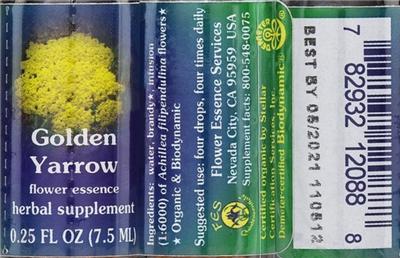 Golden
Yarrow
flower essence
herbal supplement
0.25 FL OZ (7.5 ML)
Ingredients: water, brandy★, infusion
(1:6000) of Achillea filipendulina flowers★
★ Organic & Biodynamic
Suggested use: four drops, four times daily
FES
Flower Essence Services
Nevada City, CA 95959 USA
Supplement facts: 800-548-0075
Certified organic by Stellar
Certification Services, Inc.
Demeter-certified Biodynamic®
BEST BY 05/2021 110512
7 82932 12088 8